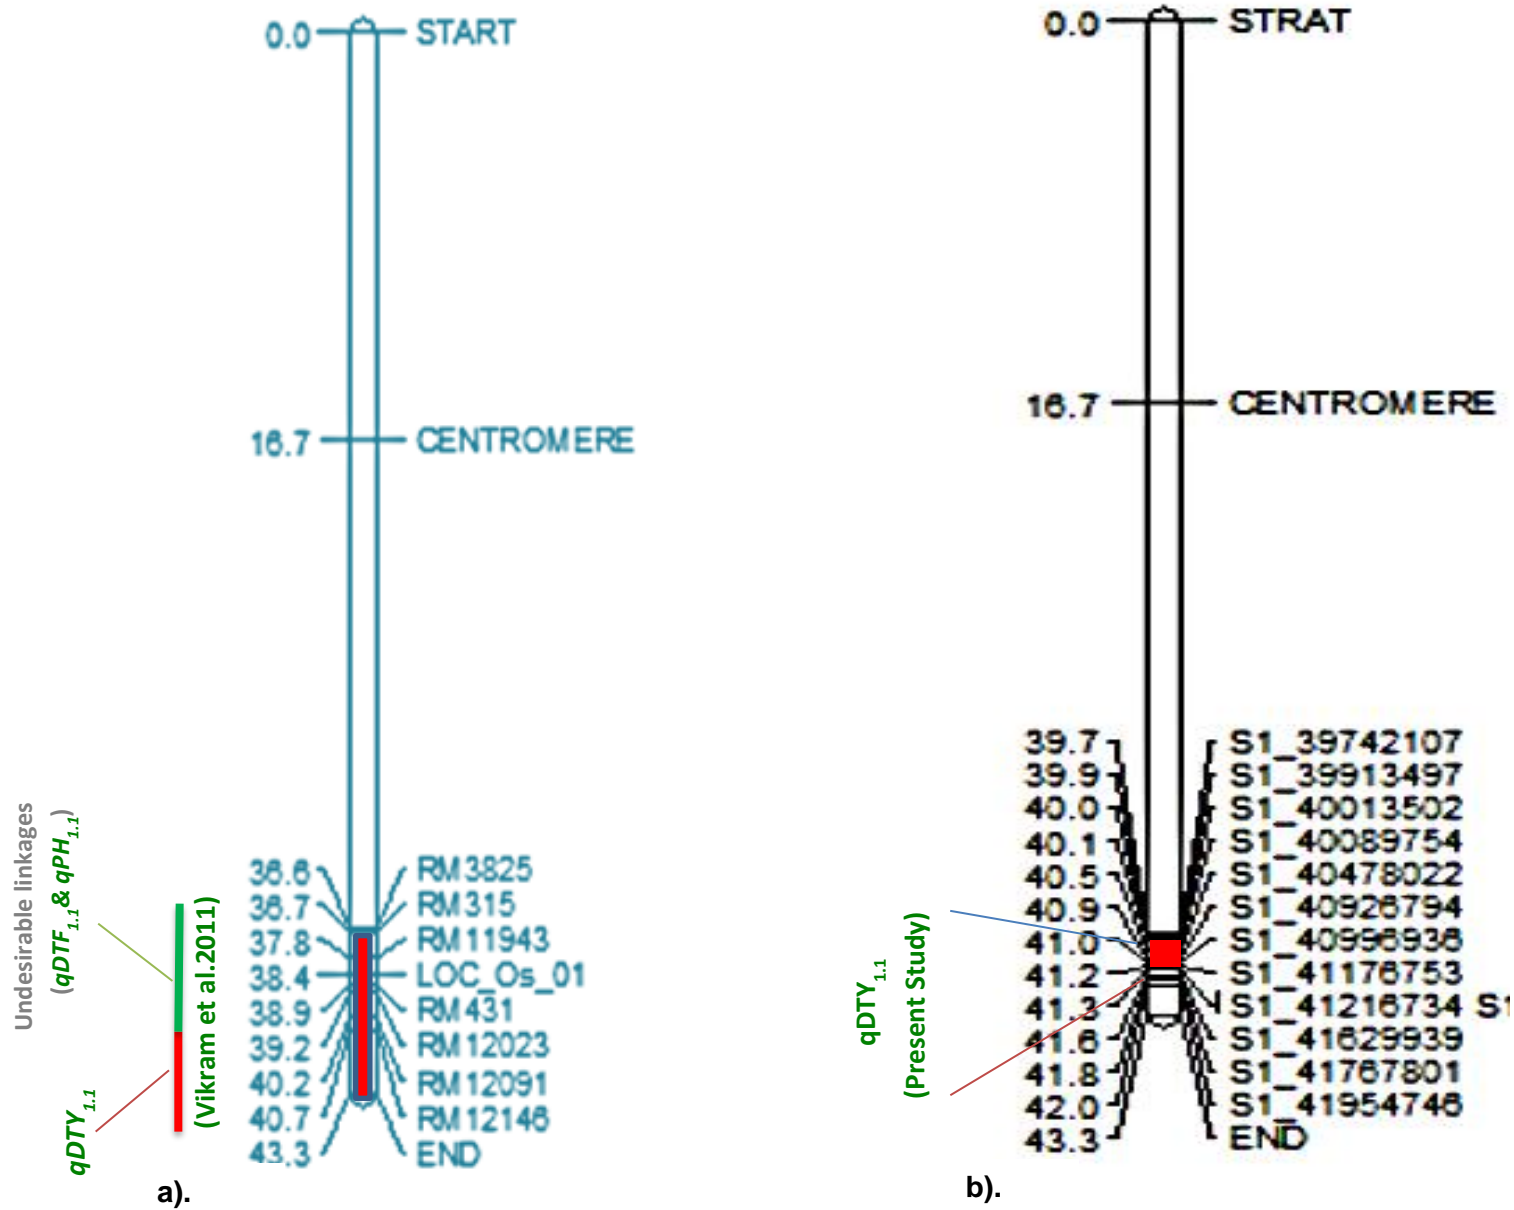 0.0 START
16.7 CENTROMERE
36.6 RM3825
36.7 RM315
37.8 RM11943
38.4 LOC_Os_01
38.9 RM431
39.2 RM12023
40.2 RM12091
40.7 RM12146
43.3 END
Undesirable linkages
(qDTF1.1 & qPH1.1)
qDTY1.1
(Vikram et al.2011)
a).
0.0 STRAT
16.7 CENTROMERE
39.7 S1_39742107
39.9 S1_39913497
40.0 S1_40013502
40.1 S1_40089754
40.5 S1_40478022
40.9 S1_40926794
41.0 S1_40996936
41.2 S1_41176753
41.3 S1_41216734 S1
41.6 S1_41629939
41.8 S1_41767801
42.0 S1_41954746
43.3 END
qDTY1.1
(Present Study)
b).